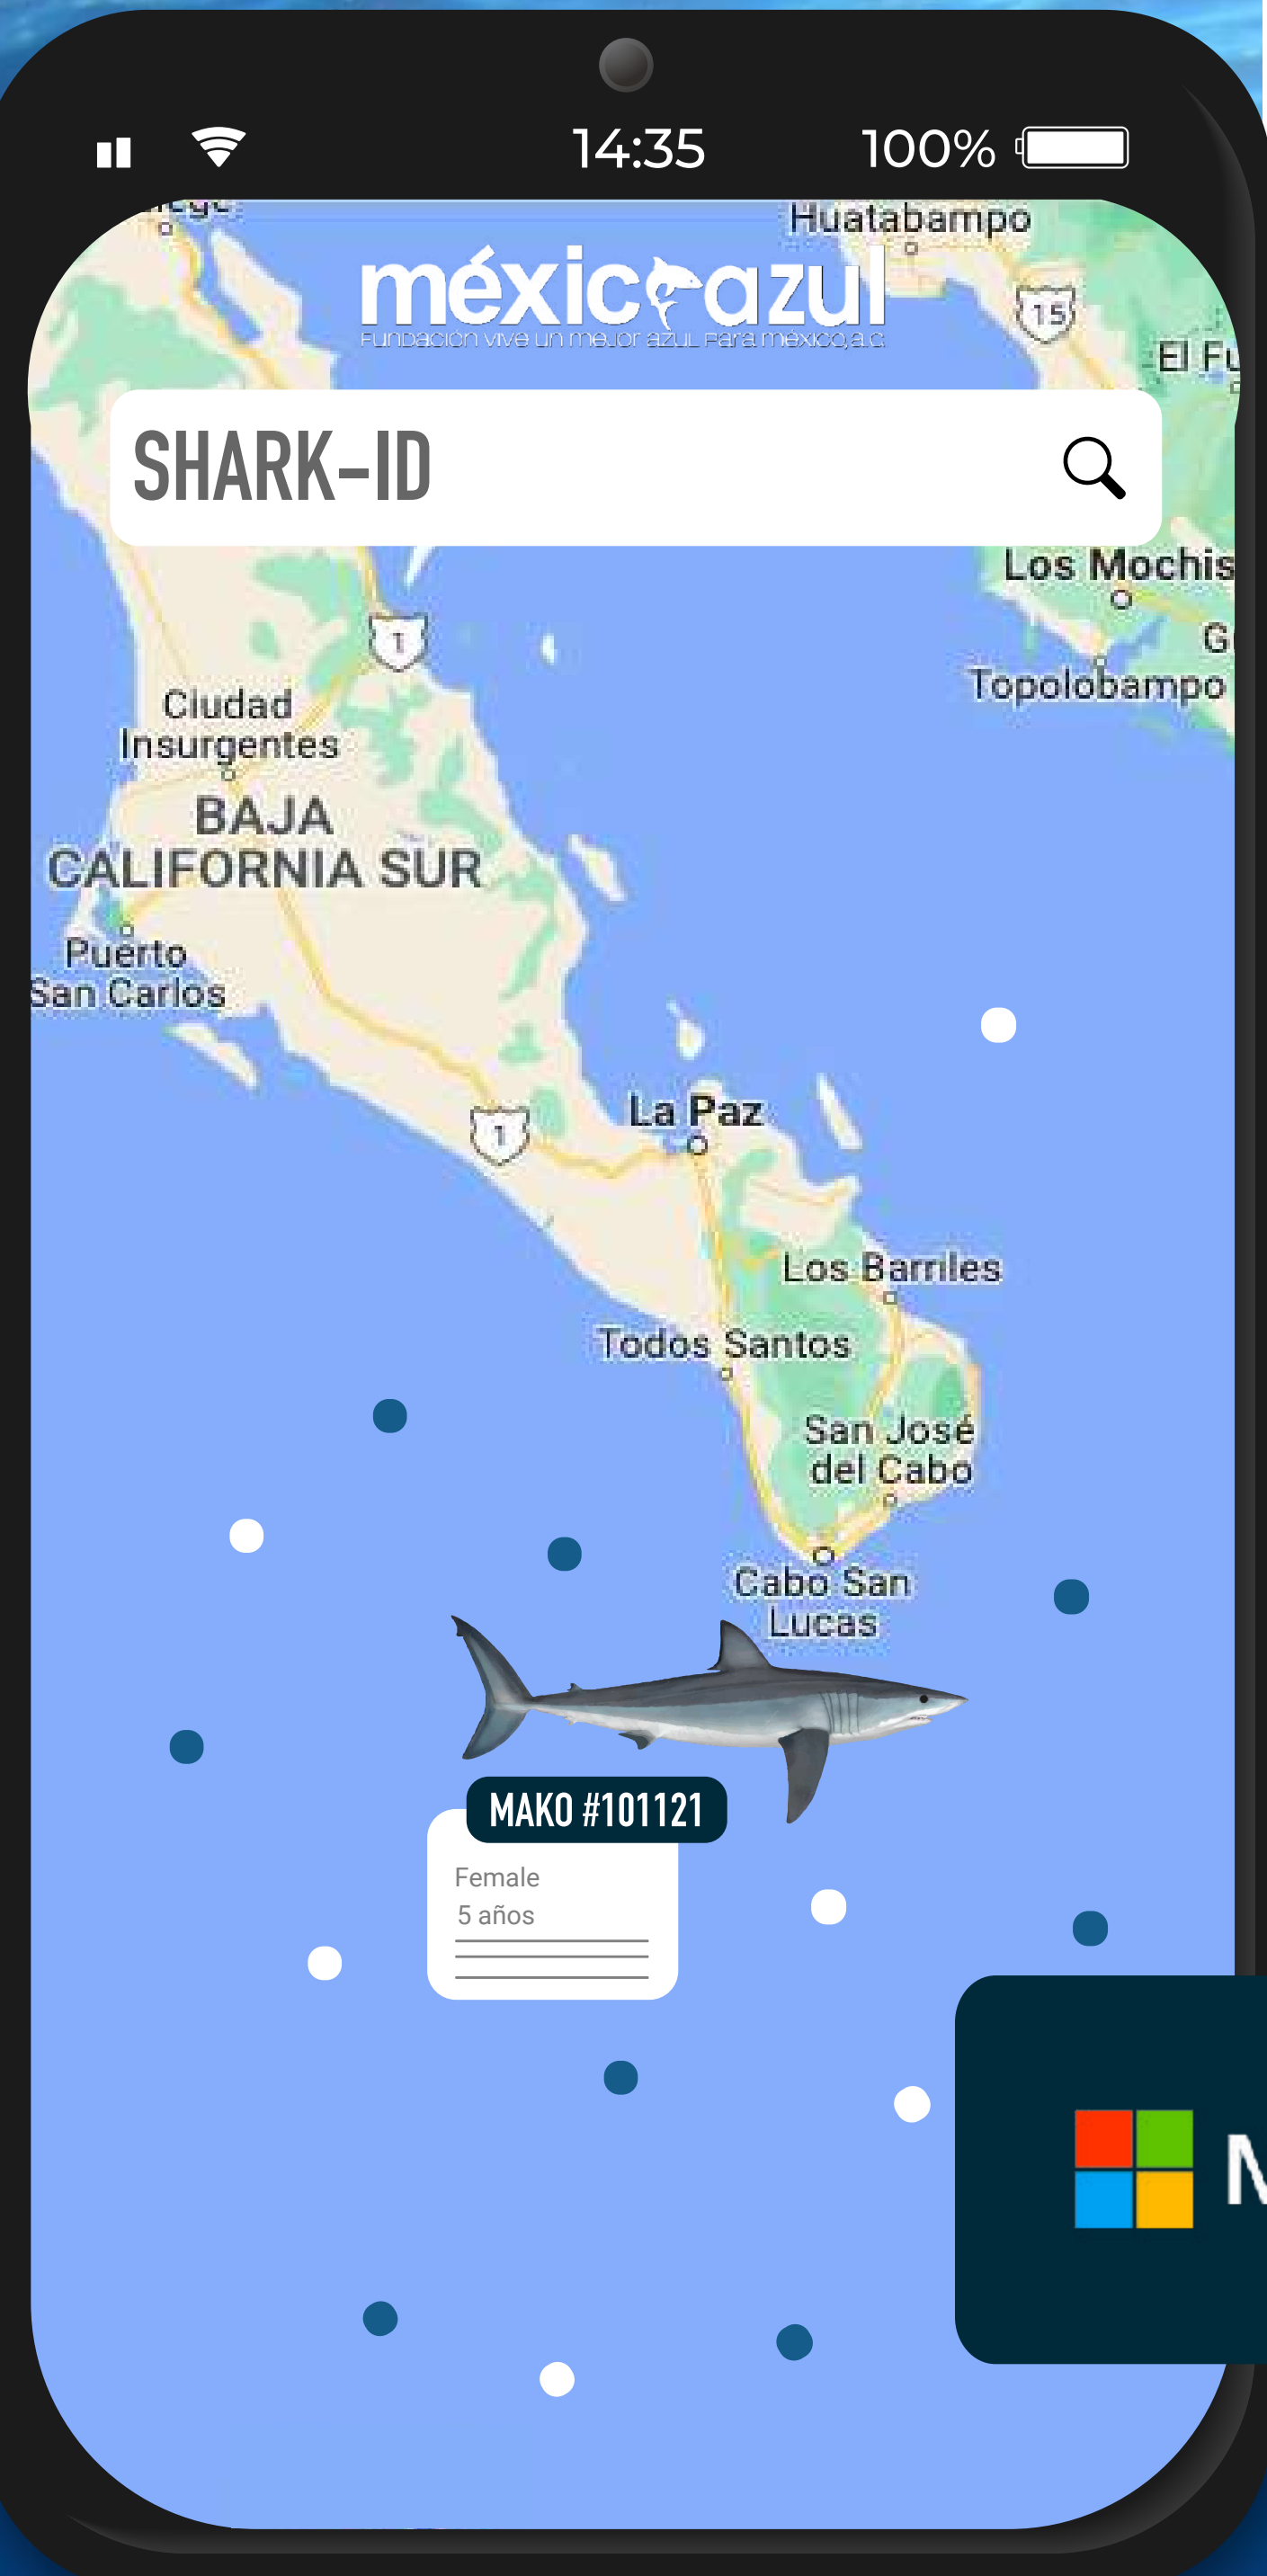 14:35
100%
Huatabampo
méxicoazul
Fundación vive un mejor azul para méxico, a.c.
15
El Fu
SHARK-ID
Los Mochis
G
Topolobampo
1
Ciudad
Insurgentes
BAJA
CALIFORNIA SUR
Puerto
San Carlos
La Paz
1
Los Barriles
Todos Santos
San José
del Cabo
Cabo San
Lucas
MAKO #101121
Female
5 años